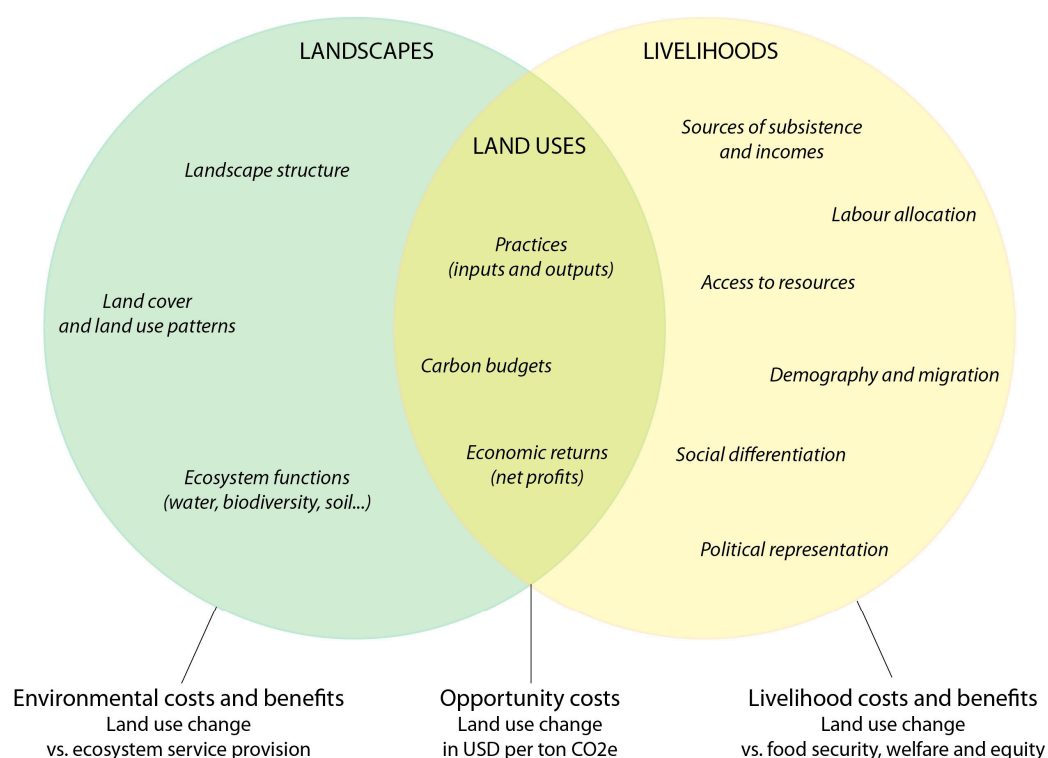 LANDSCAPES
Landscape structure
Land cover
and land use patterns
Ecosystem functions
(water, biodiversity, soil...)
LAND USES
Practices
(inputs and outputs)
Carbon budgets
Economic returns
(net profits)
LIVELIHOODS
Sources of subsistence
and incomes
Labour allocation
Access to resources
Demography and migration
Social differentiation
Political representation
Environmental costs and benefits
Land use change
vs. ecosystem service provision
Opportunity costs
Land use change
in USD per ton CO2e
Livelihood costs and benefits
Land use change
vs. food security, welfare and equity